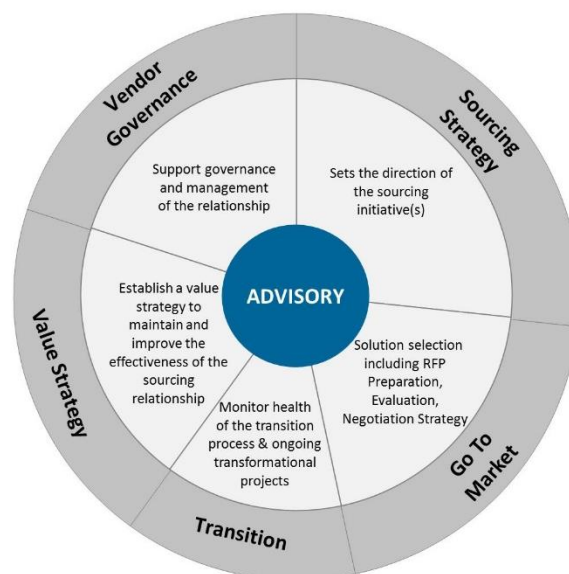 Vendor
Governance
Sourcing
Strategy
Support governance
and management
of the relationship
Sets the direction of
the sourcing
initiative(s)
ADVISORY
Establish a value
strategy to
maintain and
improve the
effectiveness of the
sourcing
relationship
Solution selection
including RFP
Preparation,
Evaluation,
Negotiation Strategy
Monitor health
of the transition
process & ongoing
transformational
projects
Value Strategy
Transition
Go To
Market